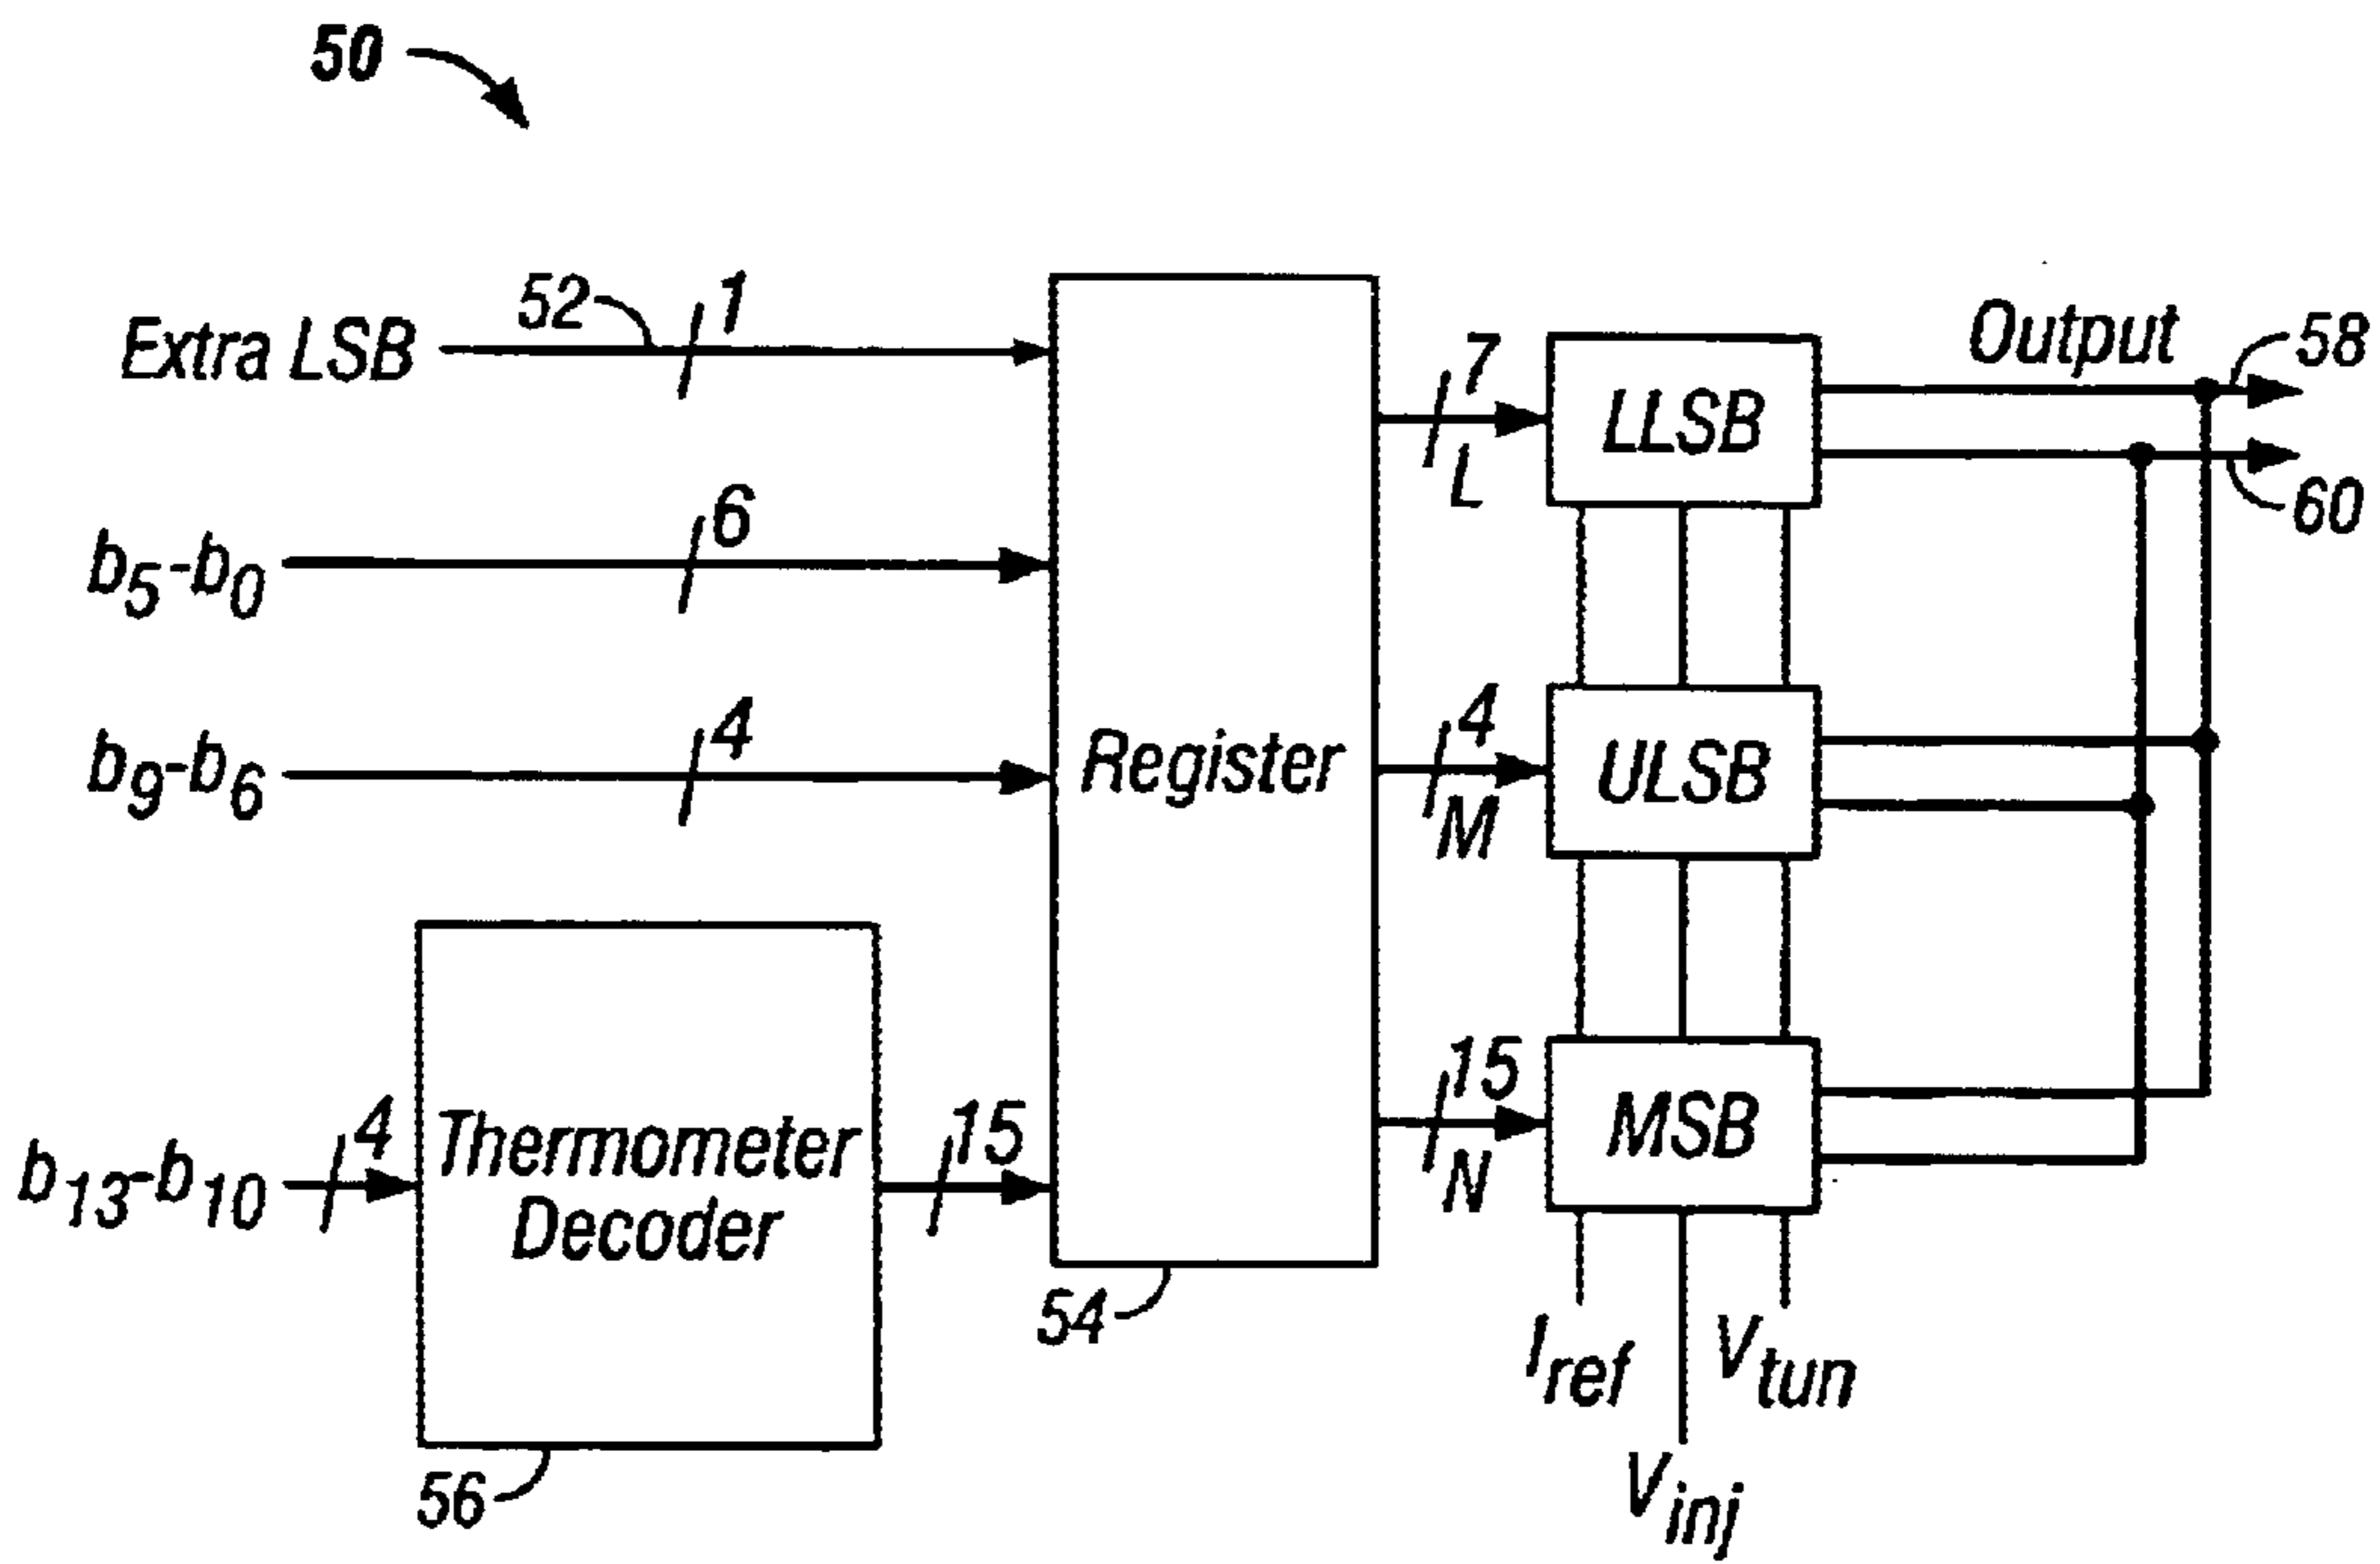 50
Extra LSB
52
1
b5-b0
6
b9-b6
4
b13-b10
4
Thermometer
Decoder
56
15
Register
54
7
L
4
M
15
N
LLSB
ULSB
MSB
Output
58
60
Iref
Vtun
Vinj